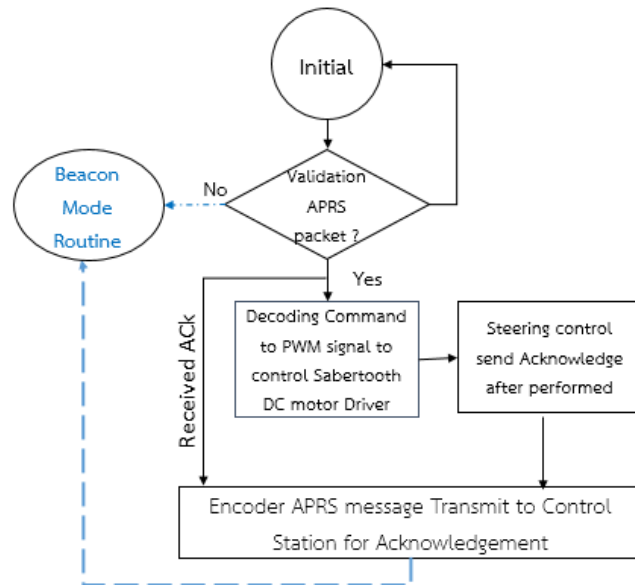 Initial
Validation
APRS
packet ?
No
Beacon
Mode
Routine
Yes
Received ACk
Decoding Command
to PWM signal to
control Sabertooth
DC motor Driver
Steering control
send Acknowledge
after performed
Encoder APRS message Transmit to Control
Station for Acknowledgement